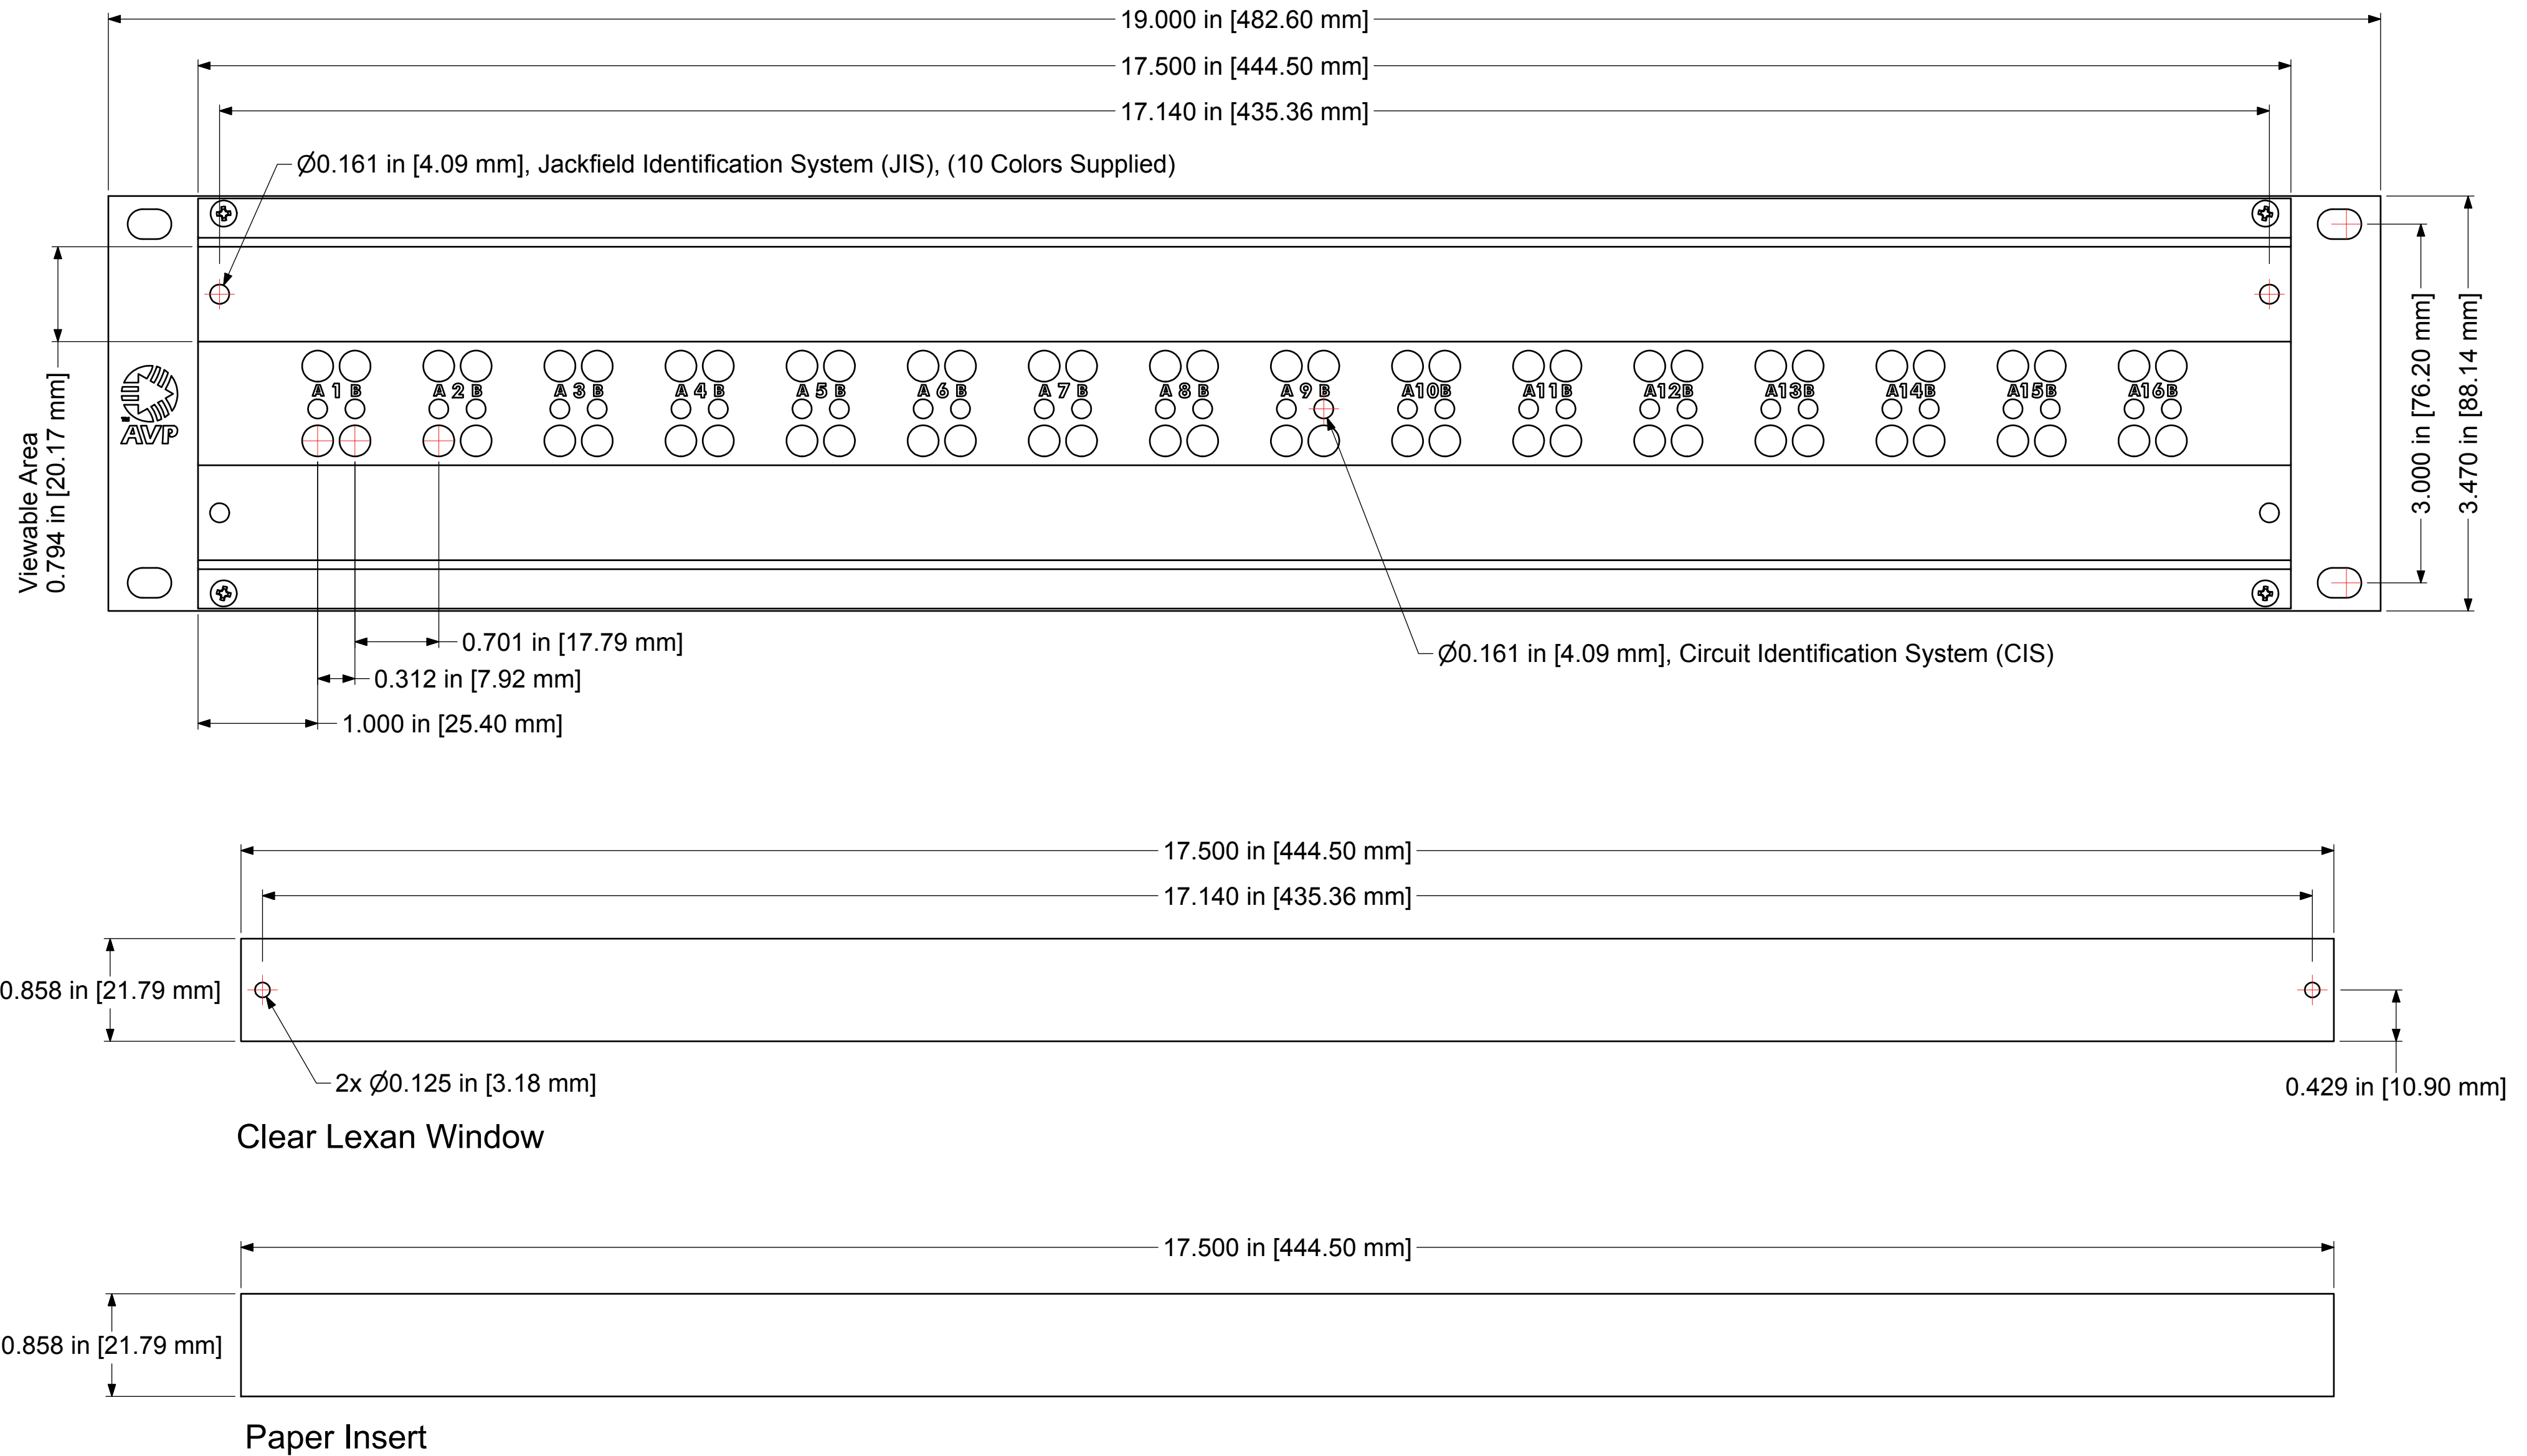 19.000 in [482.60 mm]
17.500 in [444.50 mm]
17.140 in [435.36 mm]
Ø0.161 in [4.09 mm], Jackfield Identification System (JIS), (10 Colors Supplied)
Viewable Area
0.794 in [20.17 mm]
AVP
A 1 B A 2 B A 3 B A 4 B A 5 B A 6 B A 7 B A 8 B A 9 B A10B A11B A12B A13B A14B A15B A16B
3.000 in [76.20 mm]
3.470 in [88.14 mm]
0.701 in [17.79 mm]
0.312 in [7.92 mm]
1.000 in [25.40 mm]
Ø0.161 in [4.09 mm], Circuit Identification System (CIS)
17.500 in [444.50 mm]
17.140 in [435.36 mm]
0.858 in [21.79 mm]
2x Ø0.125 in [3.18 mm]
0.429 in [10.90 mm]
Clear Lexan Window
17.500 in [444.50 mm]
0.858 in [21.79 mm]
Paper Insert